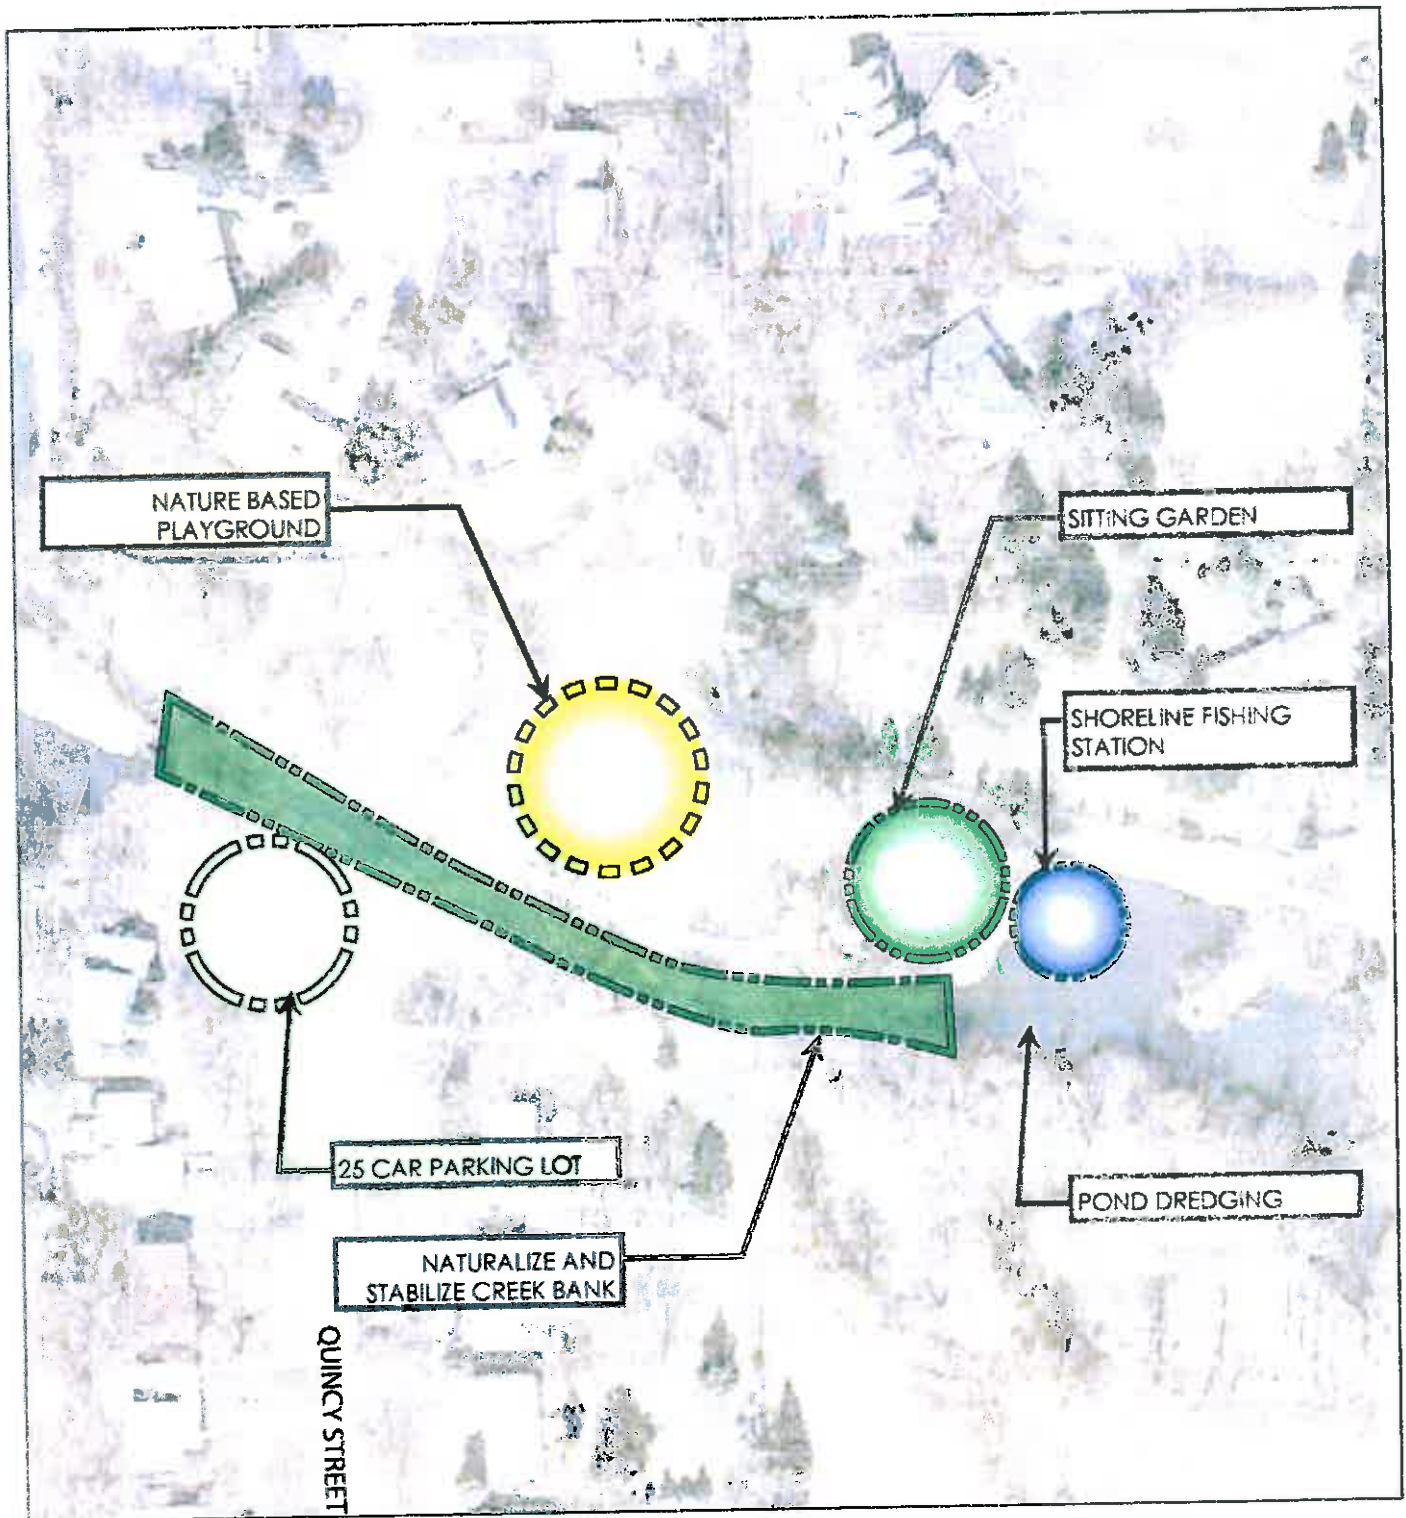 NATURE BASED
PLAYGROUND
SITTING GARDEN
SHORELINE FISHING
STATION
25 CAR PARKING LOT
POND DREDGING
NATURALIZE AND
STABILIZE CREEK BANK
QUINCY STREET